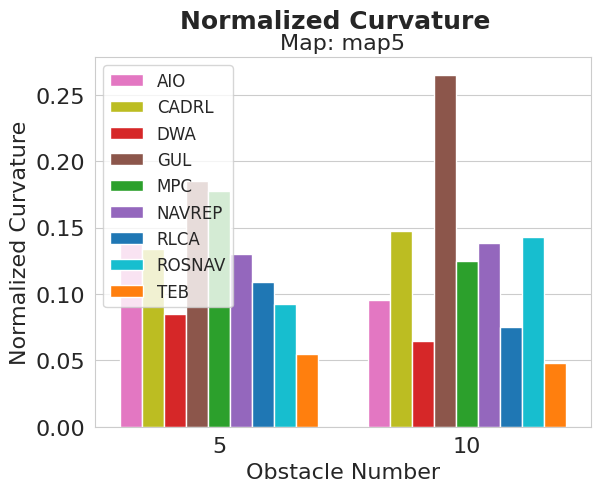 Normalized Curvature
Map: map5
Normalized Curvature
0.25
0.20
0.15
0.10
0.05
0.00
AIO
CADRL
DWA
GUL
MPC
NAVREP
RLCA
ROSNAV
TEB
5
10
Obstacle Number